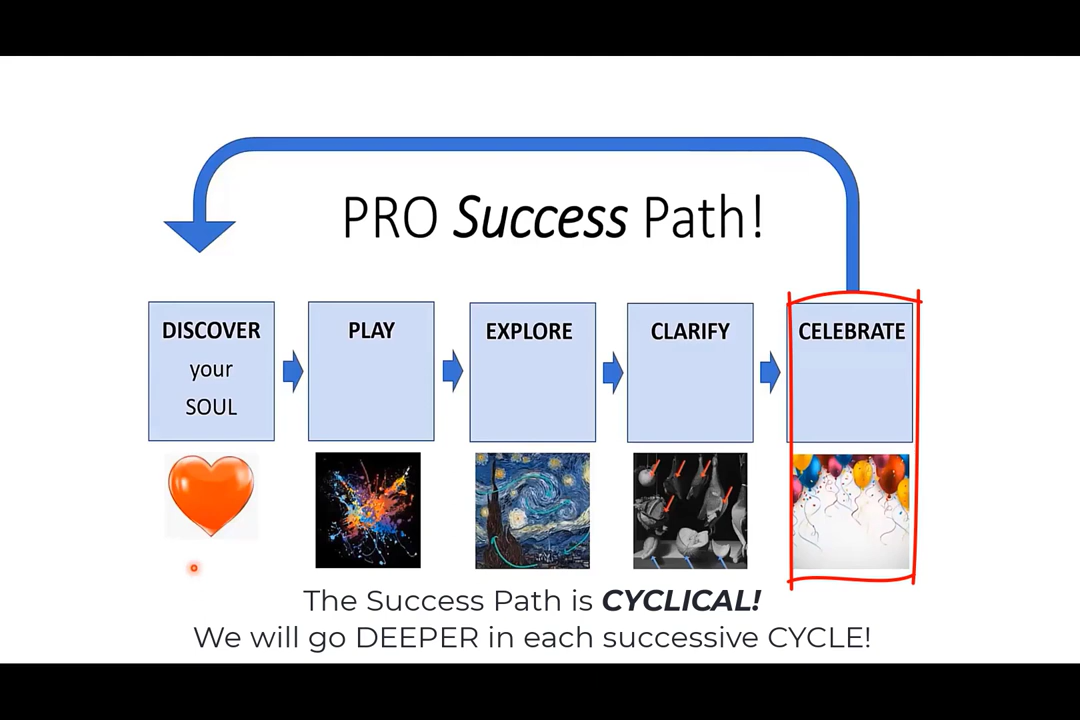 PRO Success Path!
DISCOVER
your
SOUL
PLAY
EXPLORE
CLARIFY
CELEBRATE
The Success Path is CYCLICAL!
We will go DEEPER in each successive CYCLE!